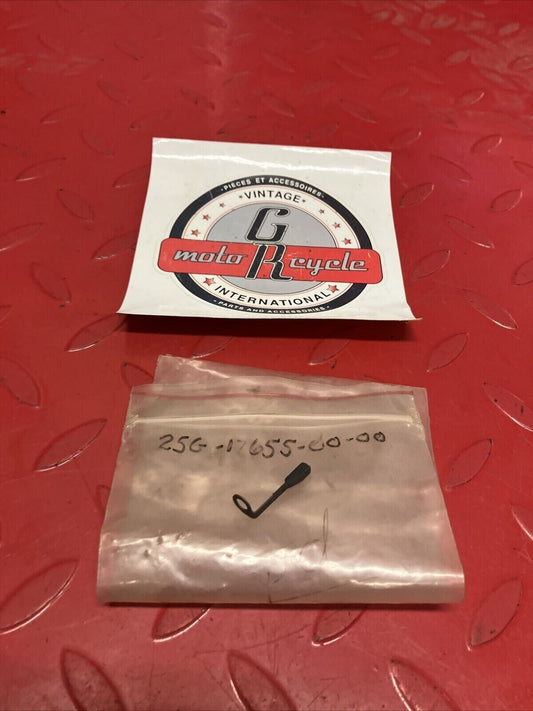 • PIECES ET ACCESSOIRES •
VINTAGE
G
moto R cycle
INTERNATIONAL
• PARTS AND ACCESSORIES •
25G-17655-00-00